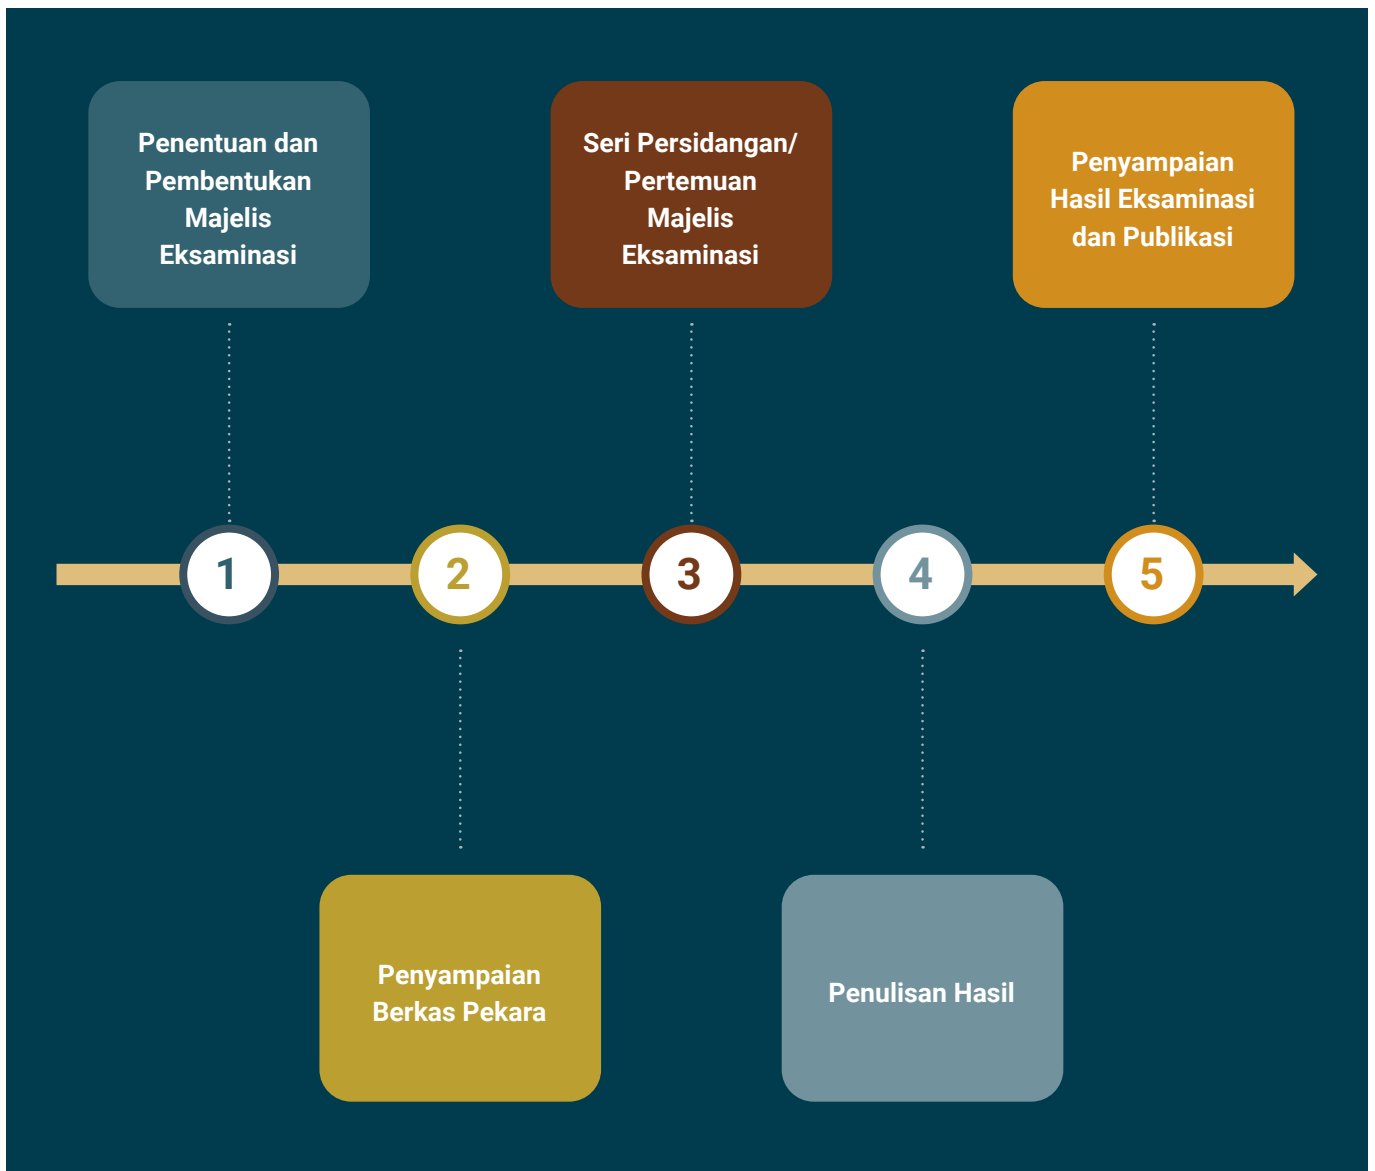 Penentuan dan
Pembentukan
Majelis
Eksaminasi
Seri Persidangan/
Pertemuan
Majelis
Eksaminasi
Penyampaian
Hasil Eksaminasi
dan Publikasi
1
2
3
4
5
Penyampaian
Berkas Pekara
Penulisan Hasil